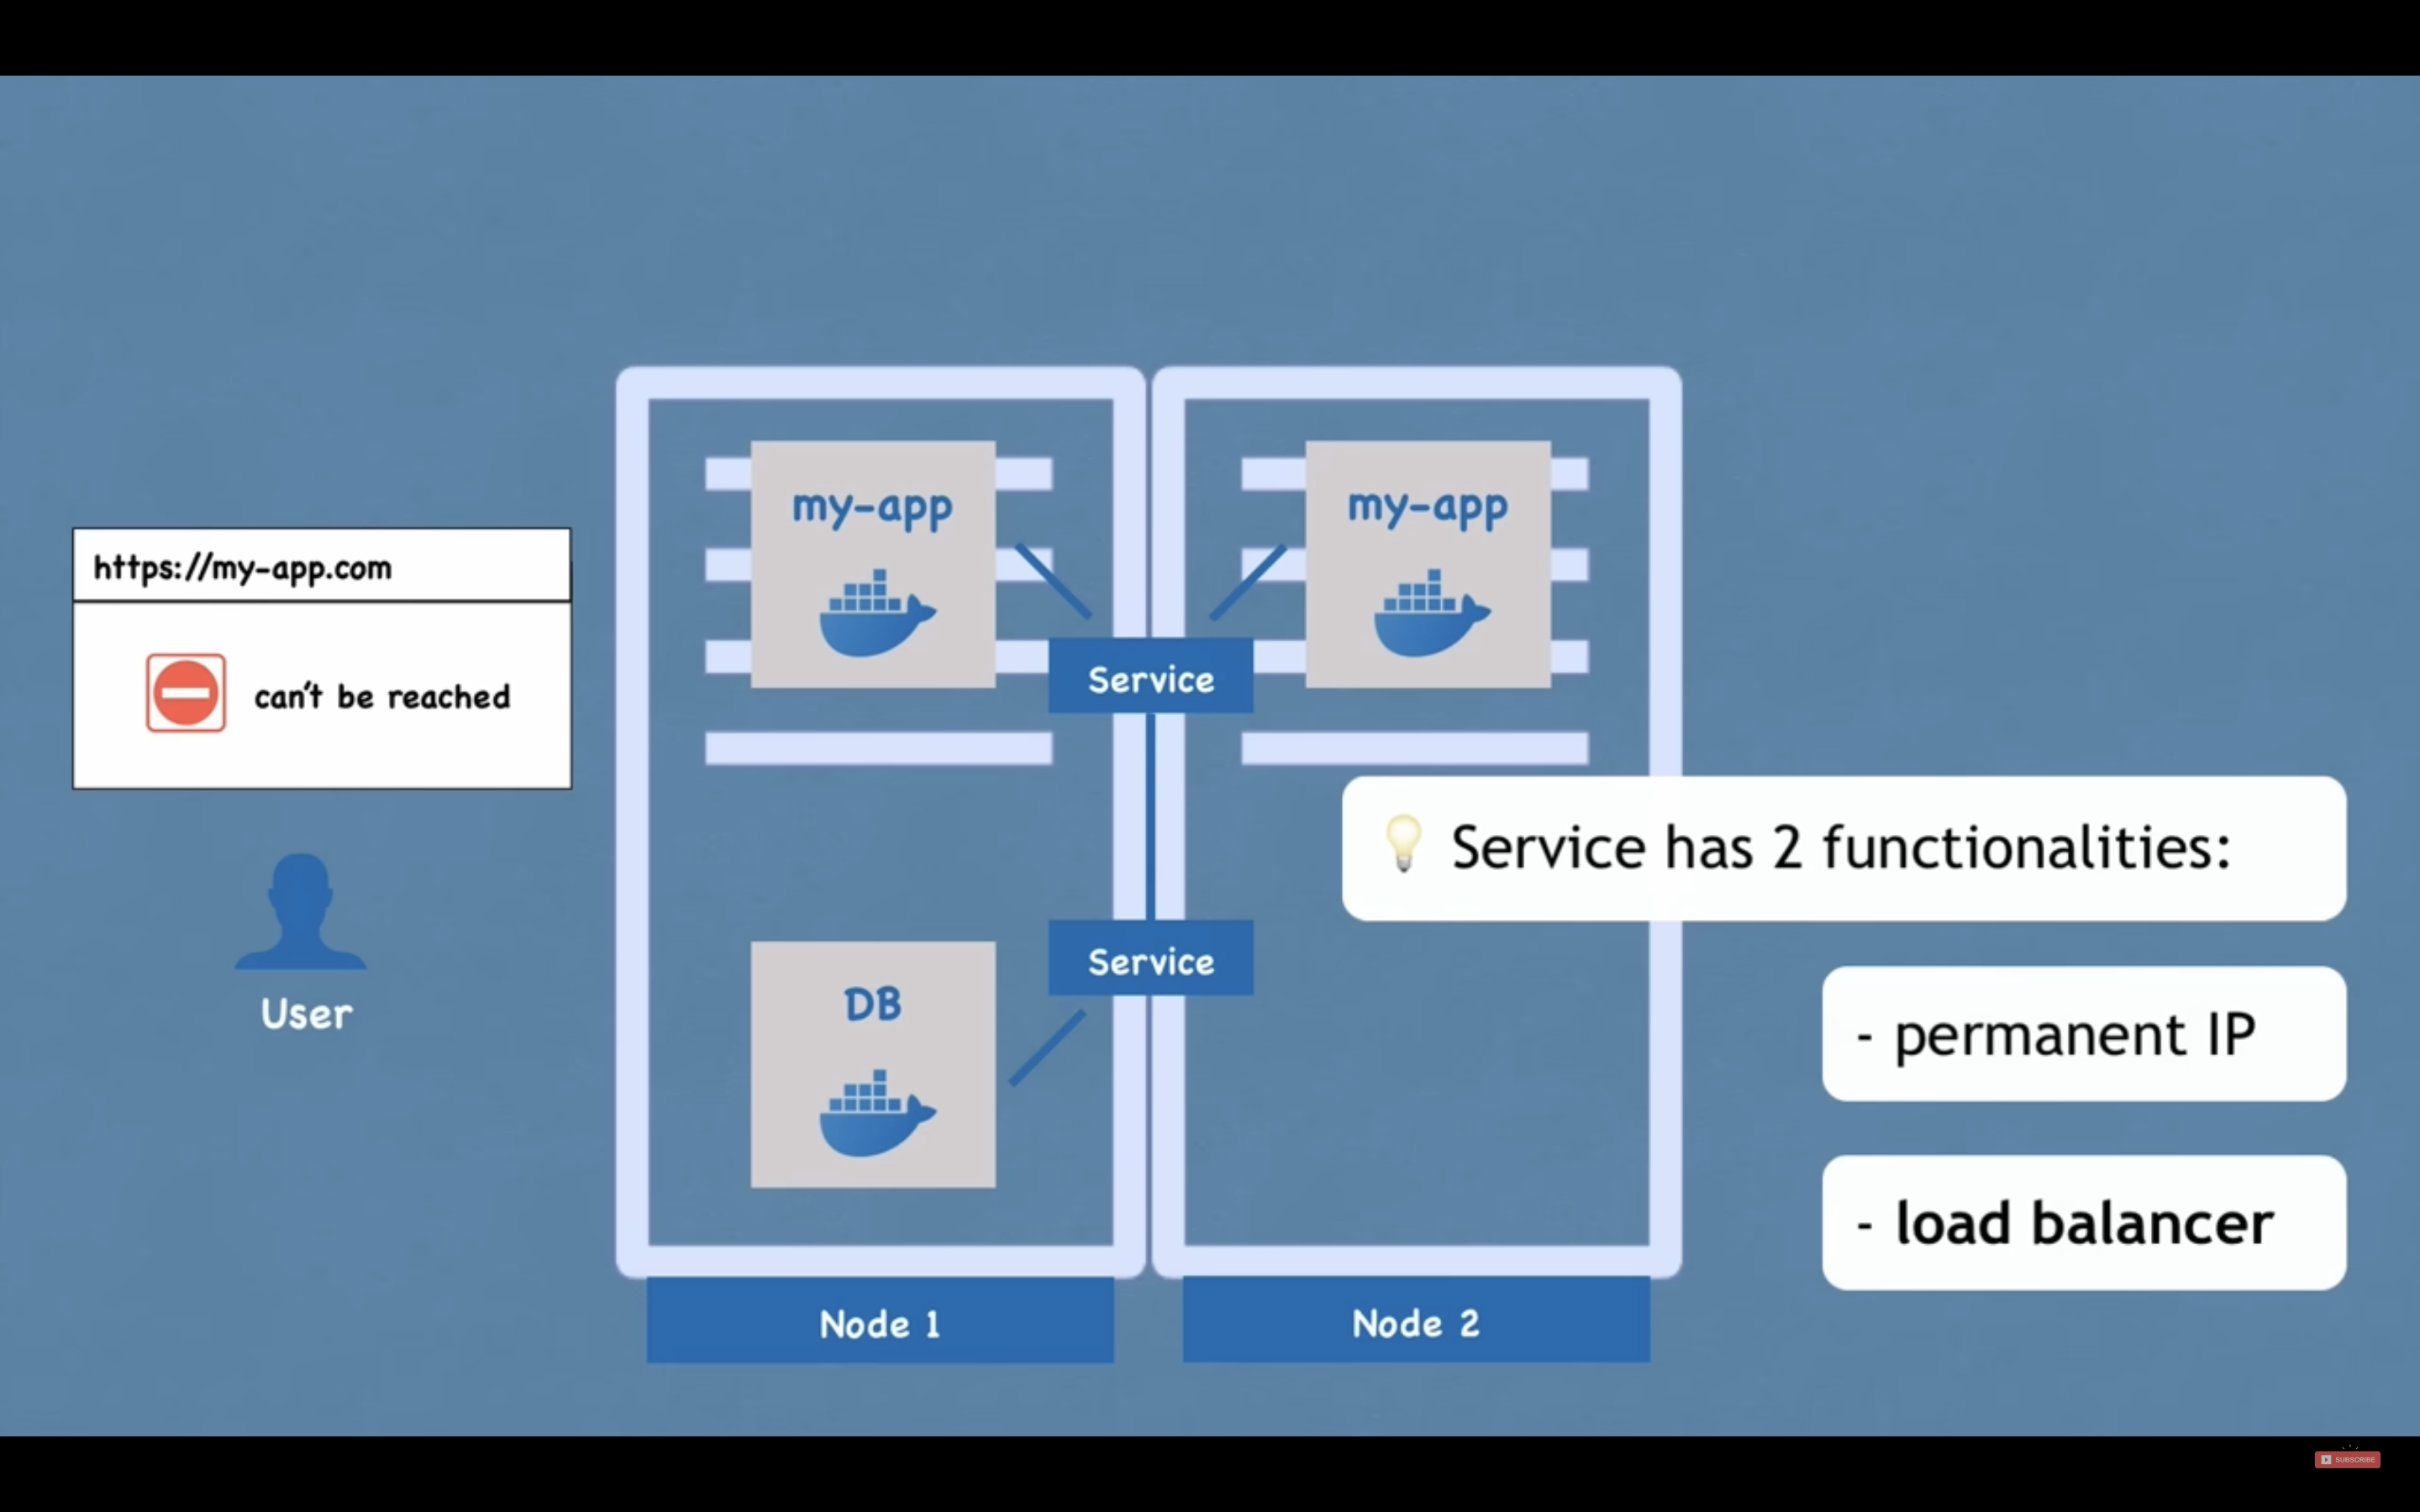 https://my-app.com
can't be reached
User
my-app
my-app
Service
Service
DB
Node 1
Node 2
Service has 2 functionalities:
- permanent IP
- load balancer
SUBSCRIBE